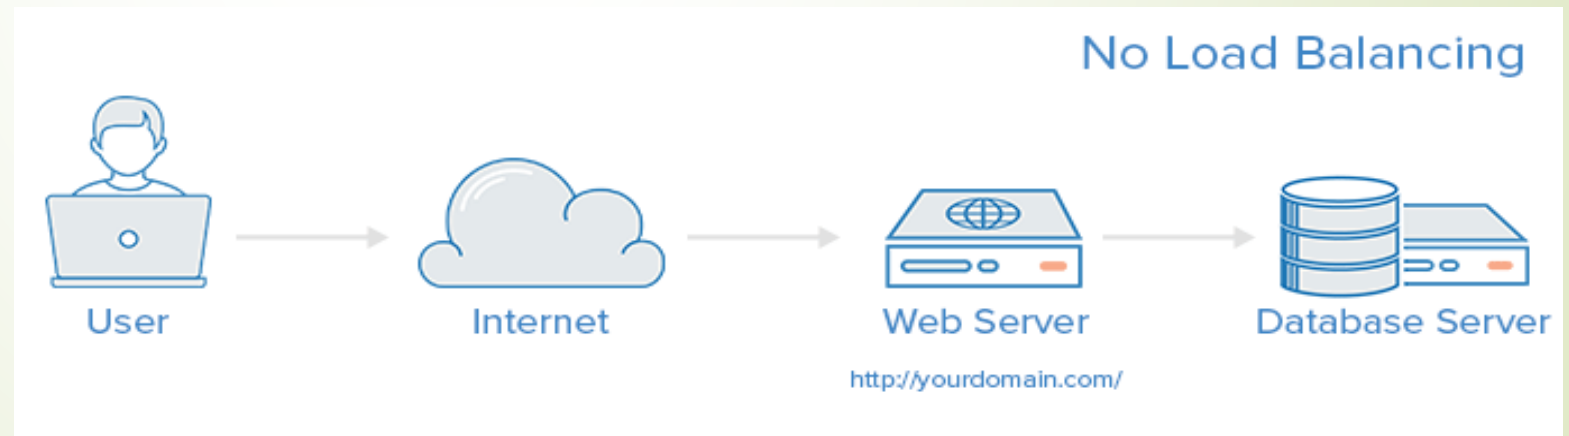 No Load Balancing
User
Internet
Web Server
Database Server
http://yourdomain.com/